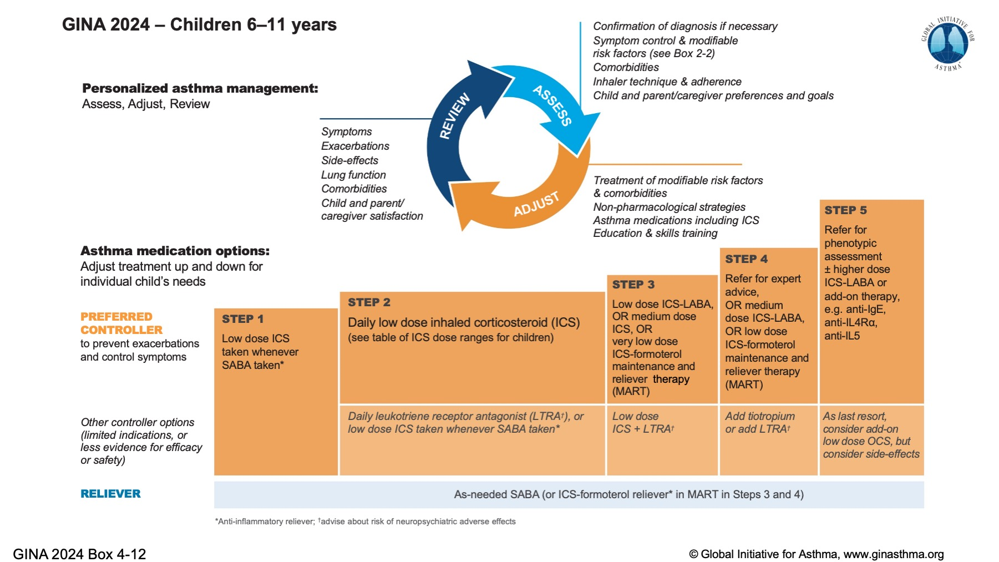 GINA 2024 – Children 6–11 years
GLOBAL INITIATIVE FOR
ASTHMA
Personalized asthma management:
Assess, Adjust, Review
REVIEW
ASSESS
ADJUST
Confirmation of diagnosis if necessary
Symptom control & modifiable
risk factors (see Box 2-2)
Comorbidities
Inhaler technique & adherence
Child and parent/caregiver preferences and goals
Symptoms
Exacerbations
Side-effects
Lung function
Comorbidities
Child and parent/
caregiver satisfaction
Treatment of modifiable risk factors
& comorbidities
Non-pharmacological strategies
Asthma medications including ICS
Education & skills training
Asthma medication options:
Adjust treatment up and down for
individual child's needs
PREFERRED
CONTROLLER
to prevent exacerbations
and control symptoms
STEP 1
Low dose ICS
taken whenever
SABA taken*
STEP 2
Daily low dose inhaled corticosteroid (ICS)
(see table of ICS dose ranges for children)
STEP 3
Low dose ICS-LABA,
OR medium dose
ICS, OR
very low dose
ICS-formoterol
maintenance and
reliever therapy
(MART)
STEP 4
Refer for expert
advice,
OR medium
dose ICS-LABA,
OR low dose
ICS-formoterol
maintenance and
reliever therapy
(MART)
STEP 5
Refer for
phenotypic
assessment
± higher dose
ICS-LABA or
add-on therapy,
e.g. anti-IgE,
anti-IL4Rα,
anti-IL5
Other controller options
(limited indications, or
less evidence for efficacy
or safety)
Daily leukotriene receptor antagonist (LTRA†), or
low dose ICS taken whenever SABA taken*
Low dose
ICS + LTRA†
Add tiotropium
or add LTRA†
As last resort,
consider add-on
low dose OCS, but
consider side-effects
RELIEVER
As-needed SABA (or ICS-formoterol reliever* in MART in Steps 3 and 4)
*Anti-inflammatory reliever; †advise about risk of neuropsychiatric adverse effects
GINA 2024 Box 4-12
© Global Initiative for Asthma, www.ginasthma.org